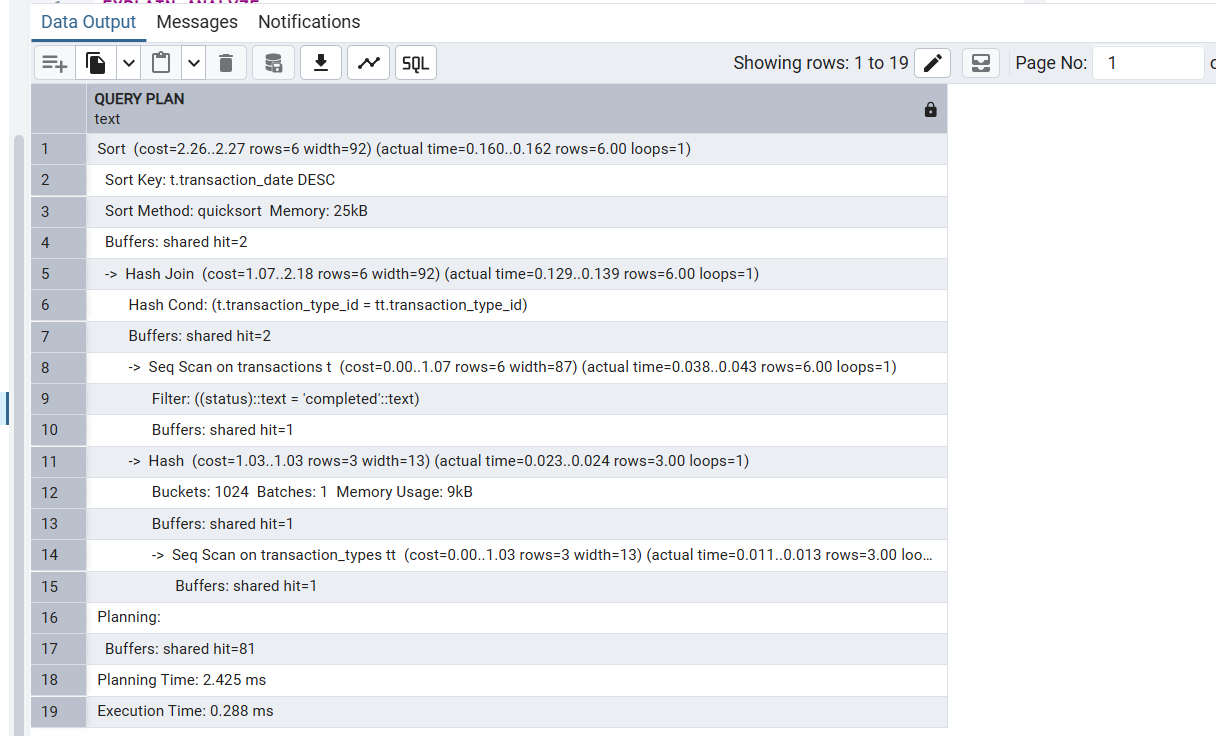 EXPLAIN ANALYZE
Data Output Messages Notifications
SQL Showing rows: 1 to 19 Page No: 1
QUERY PLAN
text
1 Sort (cost=2.26..2.27 rows=6 width=92) (actual time=0.160..0.162 rows=6.00 loops=1)
2 Sort Key: t.transaction_date DESC
3 Sort Method: quicksort Memory: 25kB
4 Buffers: shared hit=2
5 -> Hash Join (cost=1.07..2.18 rows=6 width=92) (actual time=0.129..0.139 rows=6.00 loops=1)
6 Hash Cond: (t.transaction_type_id = tt.transaction_type_id)
7 Buffers: shared hit=2
8 -> Seq Scan on transactions t (cost=0.00..1.07 rows=6 width=87) (actual time=0.038..0.043 rows=6.00 loops=1)
9 Filter: ((status)::text = 'completed'::text)
10 Buffers: shared hit=1
11 -> Hash (cost=1.03..1.03 rows=3 width=13) (actual time=0.023..0.024 rows=3.00 loops=1)
12 Buckets: 1024 Batches: 1 Memory Usage: 9kB
13 Buffers: shared hit=1
14 -> Seq Scan on transaction_types tt (cost=0.00..1.03 rows=3 width=13) (actual time=0.011..0.013 rows=3.00 loo...
15 Buffers: shared hit=1
16 Planning:
17 Buffers: shared hit=81
18 Planning Time: 2.425 ms
19 Execution Time: 0.288 ms